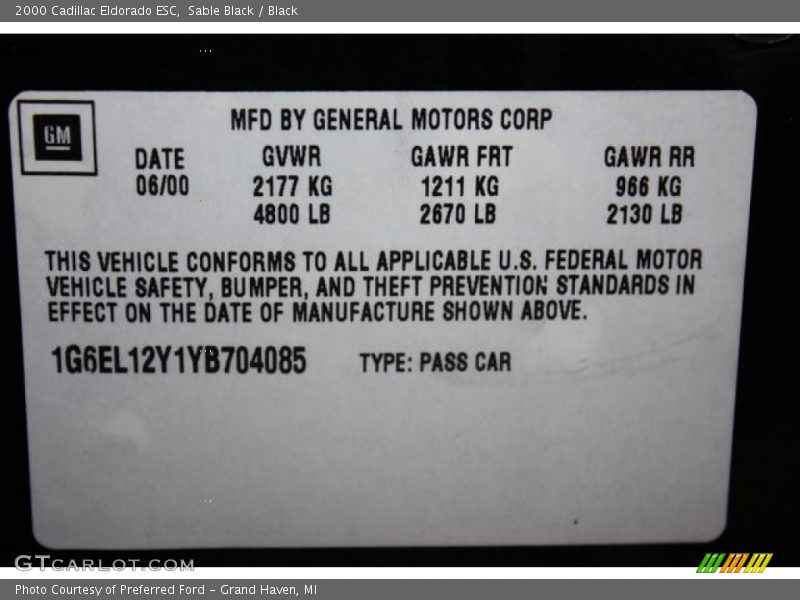 2000 Cadillac Eldorado ESC,  Sable Black / Black
GM
MFD BY GENERAL MOTORS CORP
DATE GVWR GAWR FRT GAWR RR
06/00 2177 KG 1211 KG 966 KG
4800 LB 2670 LB 2130 LB
THIS VEHICLE CONFORMS TO ALL APPLICABLE U.S. FEDERAL MOTOR
VEHICLE SAFETY, BUMPER, AND THEFT PREVENTION STANDARDS IN
EFFECT ON THE DATE OF MANUFACTURE SHOWN ABOVE.
1G6EL12Y1YB704085 TYPE: PASS CAR
GTCARLOT.COM
Photo Courtesy of Preferred Ford - Grand Haven, MI